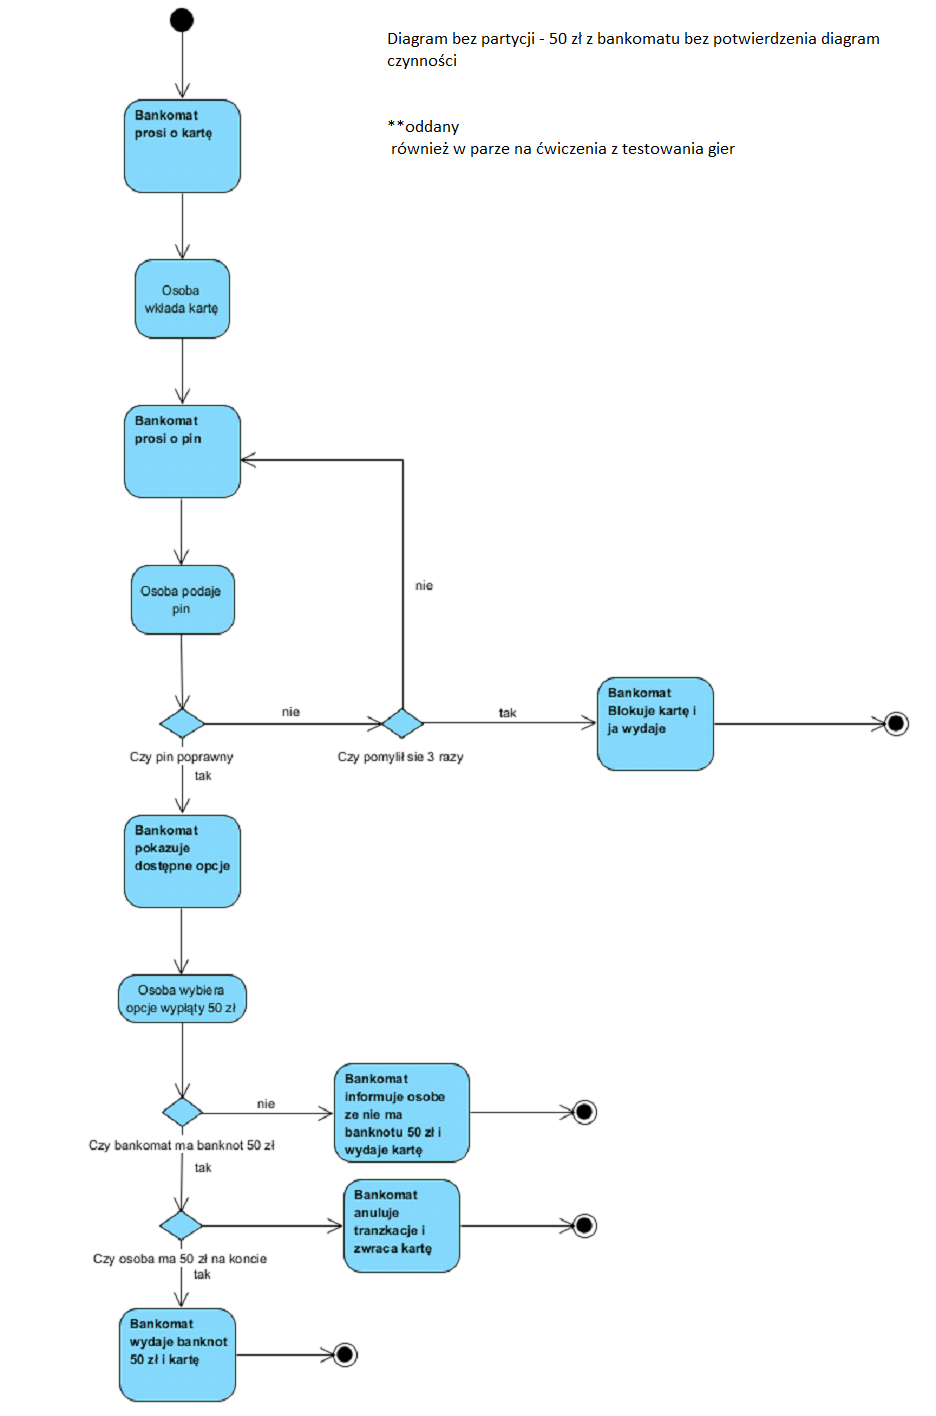 Diagram bez partycji - 50 zł z bankomatu bez potwierdzenia diagram
czynności
**oddany
również w parze na ćwiczenia z testowania gier
Bankomat
prosi o kartę
Osoba
wkłada kartę
Bankomat
prosi o pin
Osoba podaje
pin
nie
nie
Czy pin poprawny
tak
Czy pomylił sie 3 razy
tak
Bankomat
Blokuje kartę i
ja wydaje
Bankomat
pokazuje
dostępne opcje
Osoba wybiera
opcje wypłąty 50 zł
nie
Czy bankomat ma banknot 50 zł
tak
Bankomat
informuje osobe
ze nie ma
banknotu 50 zł i
wydaje kartę
Czy osoba ma 50 zł na koncie
tak
Bankomat
anuluje
tranzkacje i
zwraca kartę
Bankomat
wydaje banknot
50 zł i kartę